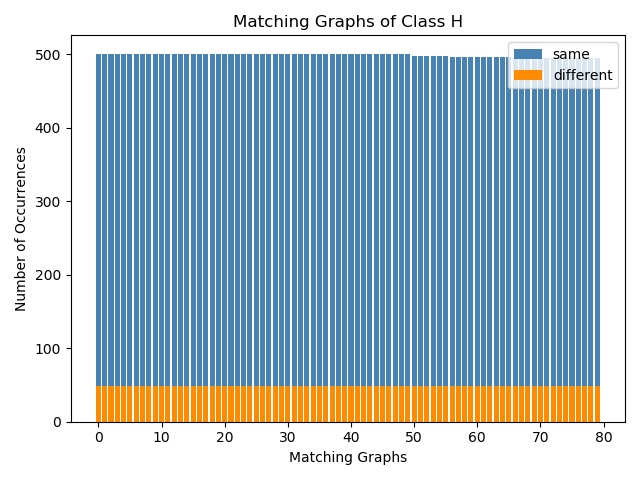 Matching Graphs of Class H
same
different
Number of Occurrences
500
400
300
200
100
0
0 10 20 30 40 50 60 70 80
Matching Graphs